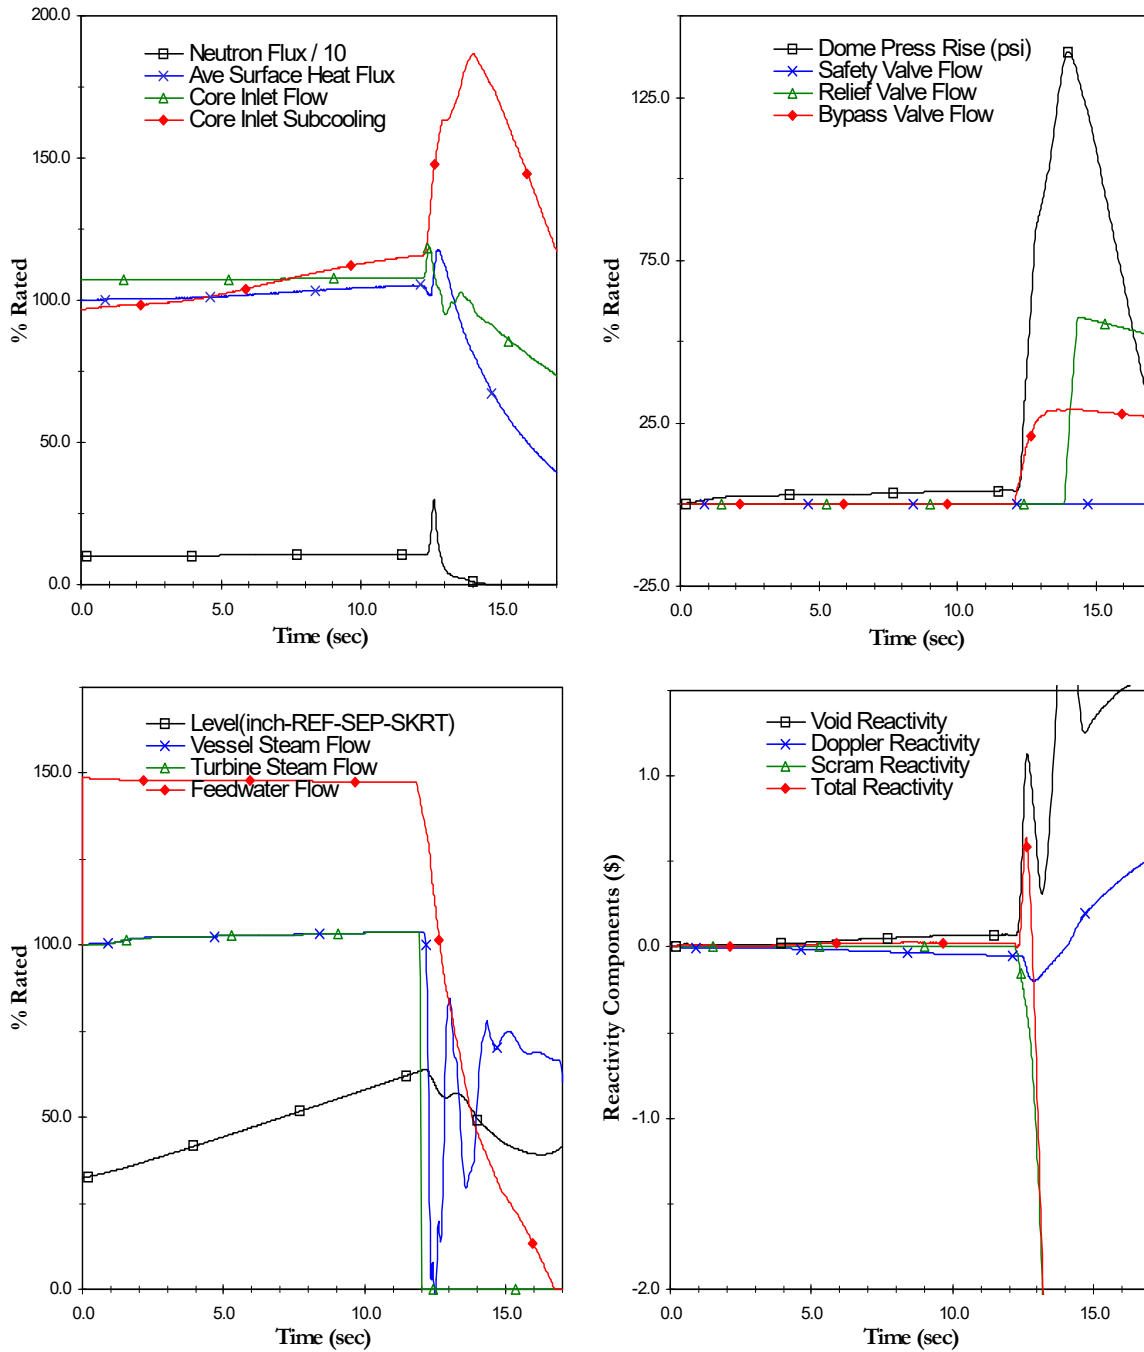 200.0
150.0
100.0
50.0
0.0
% Rated
Neutron Flux / 10
Ave Surface Heat Flux
Core Inlet Flow
Core Inlet Subcooling
0.0 5.0 10.0 15.0
Time (sec)
125.0
75.0
25.0
-25.0
% Rated
Dome Press Rise (psi)
Safety Valve Flow
Relief Valve Flow
Bypass Valve Flow
0.0 5.0 10.0 15.0
Time (sec)
150.0
100.0
50.0
0.0
% Rated
Level(inch-REF-SEP-SKRT)
Vessel Steam Flow
Turbine Steam Flow
Feedwater Flow
0.0 5.0 10.0 15.0
Time (sec)
1.0
0.0
-1.0
-2.0
Reactivity Components ($)
Void Reactivity
Doppler Reactivity
Scram Reactivity
Total Reactivity
0.0 5.0 10.0 15.0
Time (sec)